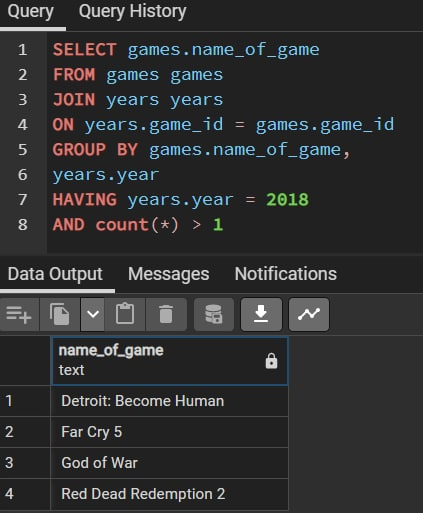 Query Query History
1 SELECT games.name_of_game
2 FROM games games
3 JOIN years years
4 ON years.game_id = games.game_id
5 GROUP BY games.name_of_game,
6 years.year
7 HAVING years.year = 2018
8 AND count(*) > 1
Data Output Messages Notifications
name_of_game
text
1 Detroit: Become Human
2 Far Cry 5
3 God of War
4 Red Dead Redemption 2